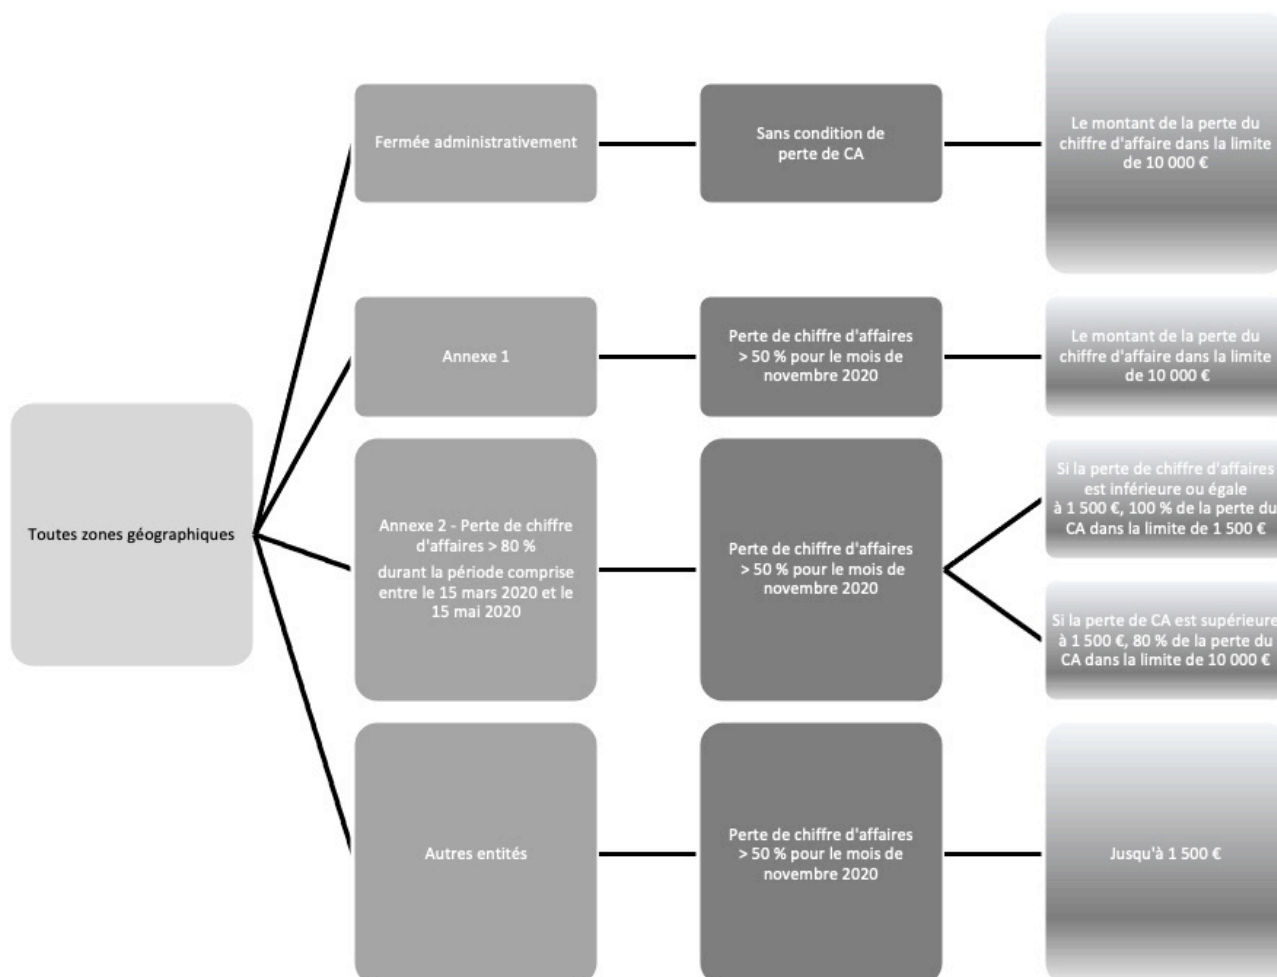 Toutes zones géographiques
Fermée administrativement
Sans condition de
perte de CA
Le montant de la perte du
chiffre d'affaire dans la limite
de 10 000 €
Annexe 1
Perte de chiffre d'affaires
> 50 % pour le mois de
novembre 2020
Le montant de la perte du
chiffre d'affaire dans la limite
de 10 000 €
Annexe 2 - Perte de chiffre
d'affaires > 80 %
durant la période comprise
entre le 15 mars 2020 et le
15 mai 2020
Perte de chiffre d'affaires
> 50 % pour le mois de
novembre 2020
Si la perte de chiffre d'affaires
est inférieure ou égale
à 1 500 €, 100 % de la perte du
CA dans la limite de 1 500 €
Si la perte de CA est supérieure
à 1 500 €, 80 % de la perte du
CA dans la limite de 10 000 €
Autres entités
Perte de chiffre d'affaires
> 50 % pour le mois de
novembre 2020
Jusqu'à 1 500 €